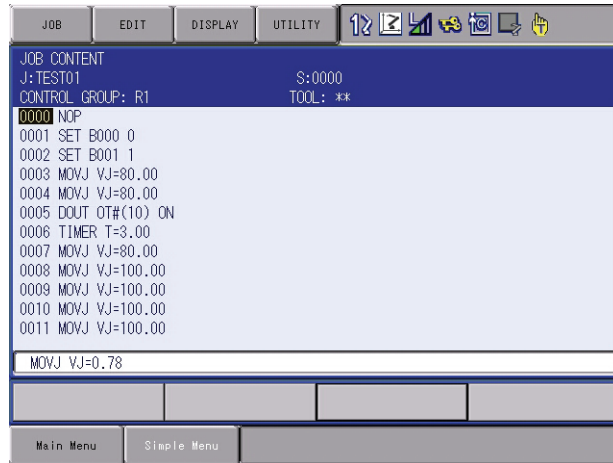 JOB EDIT DISPLAY UTILITY
JOB CONTENT
J:TEST01 S:0000
CONTROL GROUP: R1 TOOL: **
0000 NOP
0001 SET B000 0
0002 SET B001 1
0003 MOVJ VJ=80.00
0004 MOVJ VJ=80.00
0005 DOUT OT#(10) ON
0006 TIMER T=3.00
0007 MOVJ VJ=80.00
0008 MOVJ VJ=100.00
0009 MOVJ VJ=100.00
0010 MOVJ VJ=100.00
0011 MOVJ VJ=100.00
MOVJ VJ=0.78
Main Menu Simple Menu